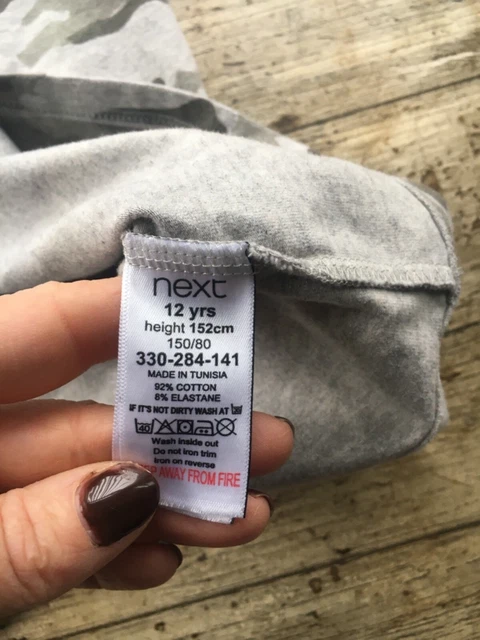 next
12 yrs
height 152cm
150/80
330-284-141
MADE IN TUNISIA
92% COTTON
8% ELASTANE
IF IT'S NOT DIRTY WASH AT
40
Wash inside out
Do not iron trim
Iron on reverse
AWAY FROM FIRE